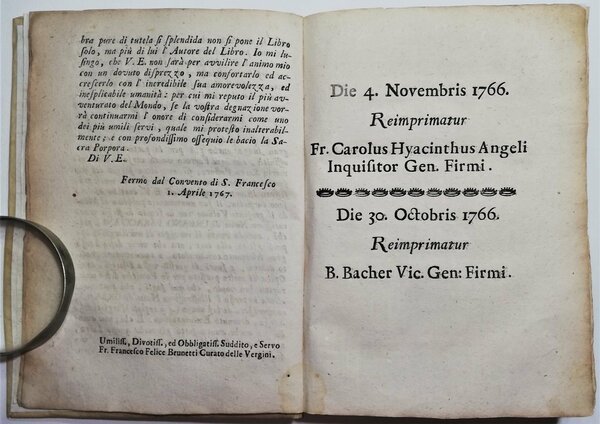 bra pure di tutela ſi ſplendida non ſi pone il Libro
ſolo, ma più di lui l'Autore del Libro. Io mi lu-
ſingo, che V. E. non ſarà per avvilire l'animo mio
con un dovuto diſprezzo, ma confortarlo ed ac-
creſcerlo con l'incredibile ſua amorevolezza, ed
ineſplicabile umanità: per cui mi reputo il più av-
venturato del Mondo, ſe la voſtra degnazione vor-
rà continuarmi l'onore di conſiderarmi come uno
dei più umili ſervi, quale mi proteſto inalterabil-
mente; e con profondiſſimo oſſequio le bacio la Sa-
cra Porpora.
Di V. E.
Fermo dal Convento di S. Franceſco
1. Aprile 1767.
Umiliſſ., Divotiſſ., ed Obbligatiſſ. Suddito, e Servo
Fr. Franceſco Felice Brunetti Curato delle Vergini.
Die 4. Novembris 1766.
Reimprimatur
Fr. Carolus Hyacinthus Angeli
Inquiſitor Gen. Firmi.
Die 30. Octobris 1766.
Reimprimatur
B. Bacher Vic. Gen: Firmi.